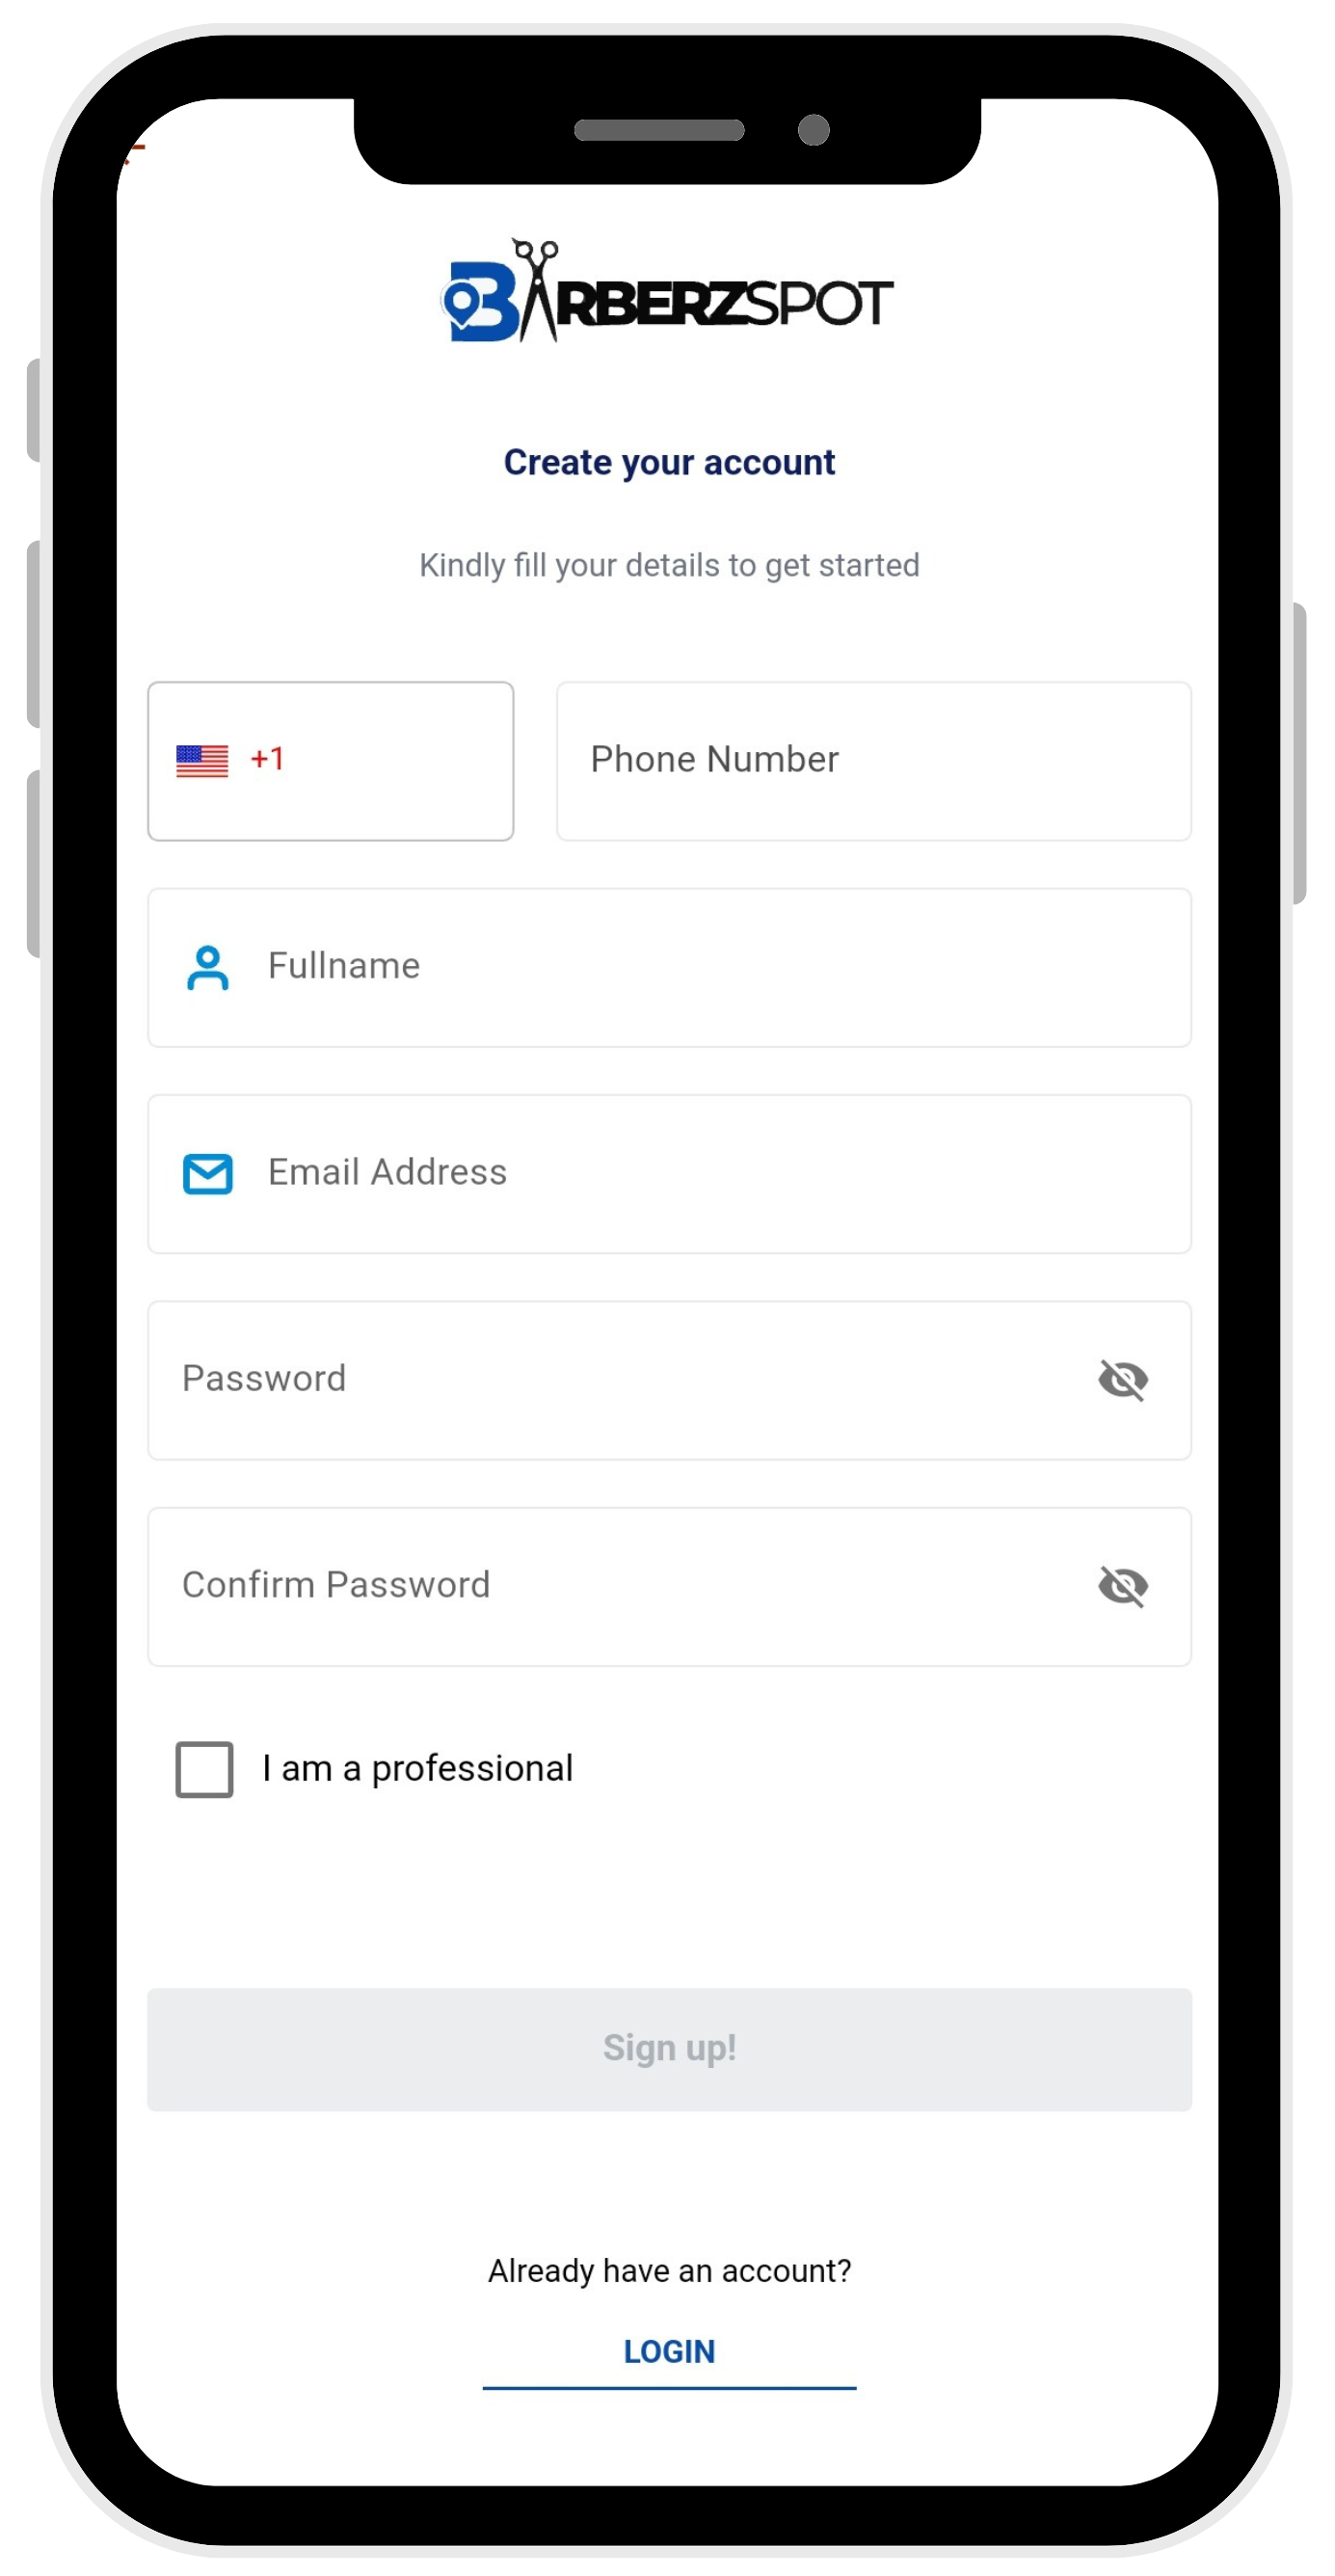 BARBERZSPOT
Create your account
Kindly fill your details to get started
+1 Phone Number
Fullname
Email Address
Password
Confirm Password
I am a professional
Sign up!
Already have an account?
LOGIN